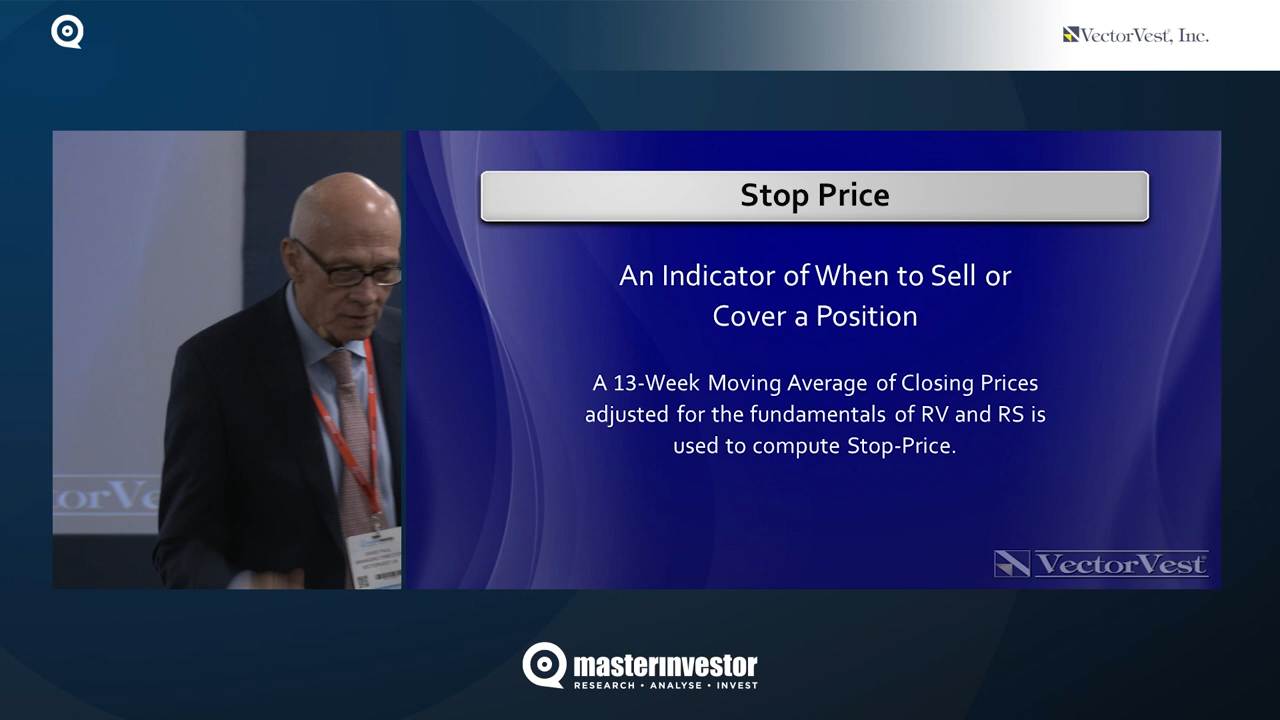 VectorVest, Inc.
Stop Price
An Indicator of When to Sell or
Cover a Position
A 13-Week Moving Average of Closing Prices
adjusted for the fundamentals of RV and RS is
used to compute Stop-Price.
VectorVest
masterinvestor
RESEARCH • ANALYSE • INVEST